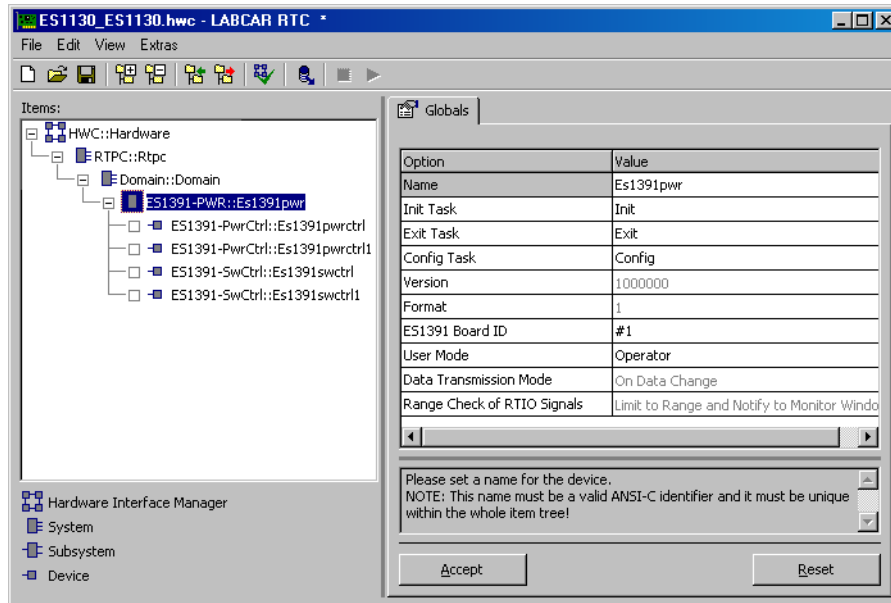 ES1130_ES1130.hwc - LABCAR RTC *
File Edit View Extras
Items:
HWC::Hardware
RTPC::Rtpc
Domain::Domain
ES1391-PWR::Es1391pwr
ES1391-PwrCtrl::Es1391pwrctrl
ES1391-PwrCtrl::Es1391pwrctrl1
ES1391-SwCtrl::Es1391swctrl
ES1391-SwCtrl::Es1391swctrl1
Hardware Interface Manager
System
Subsystem
Device
Globals
Option Value
Name Es1391pwr
Init Task Init
Exit Task Exit
Config Task Config
Version 1000000
Format 1
ES1391 Board ID #1
User Mode Operator
Data Transmission Mode On Data Change
Range Check of RTIO Signals Limit to Range and Notify to Monitor Windo
Please set a name for the device.
NOTE: This name must be a valid ANSI-C identifier and it must be unique
within the whole item tree!
Accept Reset